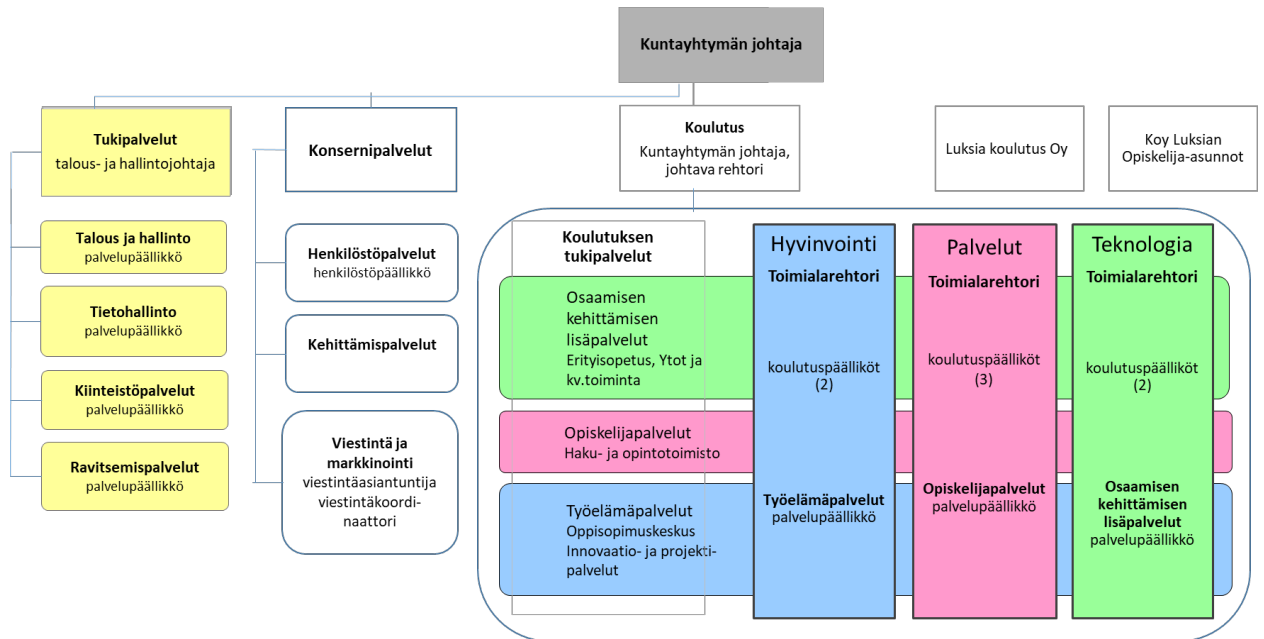 Kuntayhtymän johtaja
Tukipalvelut
talous- ja hallintojohtaja
Talous ja hallinto
palvelupäällikkö
Tietohallinto
palvelupäällikkö
Kiinteistöpalvelut
palvelupäällikkö
Ravitsemispalvelut
palvelupäällikkö
Konsernipalvelut
Henkilöstöpalvelut
henkilöstöpäällikkö
Kehittämispalvelut
Viestintä ja
markkinointi
viestintäasiantuntija
viestintäkoordi-
naattori
Koulutus
Kuntayhtymän johtaja,
johtava rehtori
Luksia koulutus Oy
Koy Luksian
Opiskelija-asunnot
Koulutuksen
tukipalvelut
Osaamisen
kehittämisen
lisäpalvelut
Erityisopetus, Ytot ja
kv.toiminta
Opiskelijapalvelut
Haku- ja opintotoimisto
Työelämäpalvelut
Oppisopimuskeskus
Innovaatio- ja projekti-
palvelut
Hyvinvointi
Toimialarehtori
koulutuspäälliköt
(2)
Työelämäpalvelut
palvelupäällikkö
Palvelut
Toimialarehtori
koulutuspäälliköt
(3)
Opiskelijapalvelut
palvelupäällikkö
Teknologia
Toimialarehtori
koulutuspäälliköt
(2)
Osaamisen
kehittämisen
lisäpalvelut
palvelupäällikkö